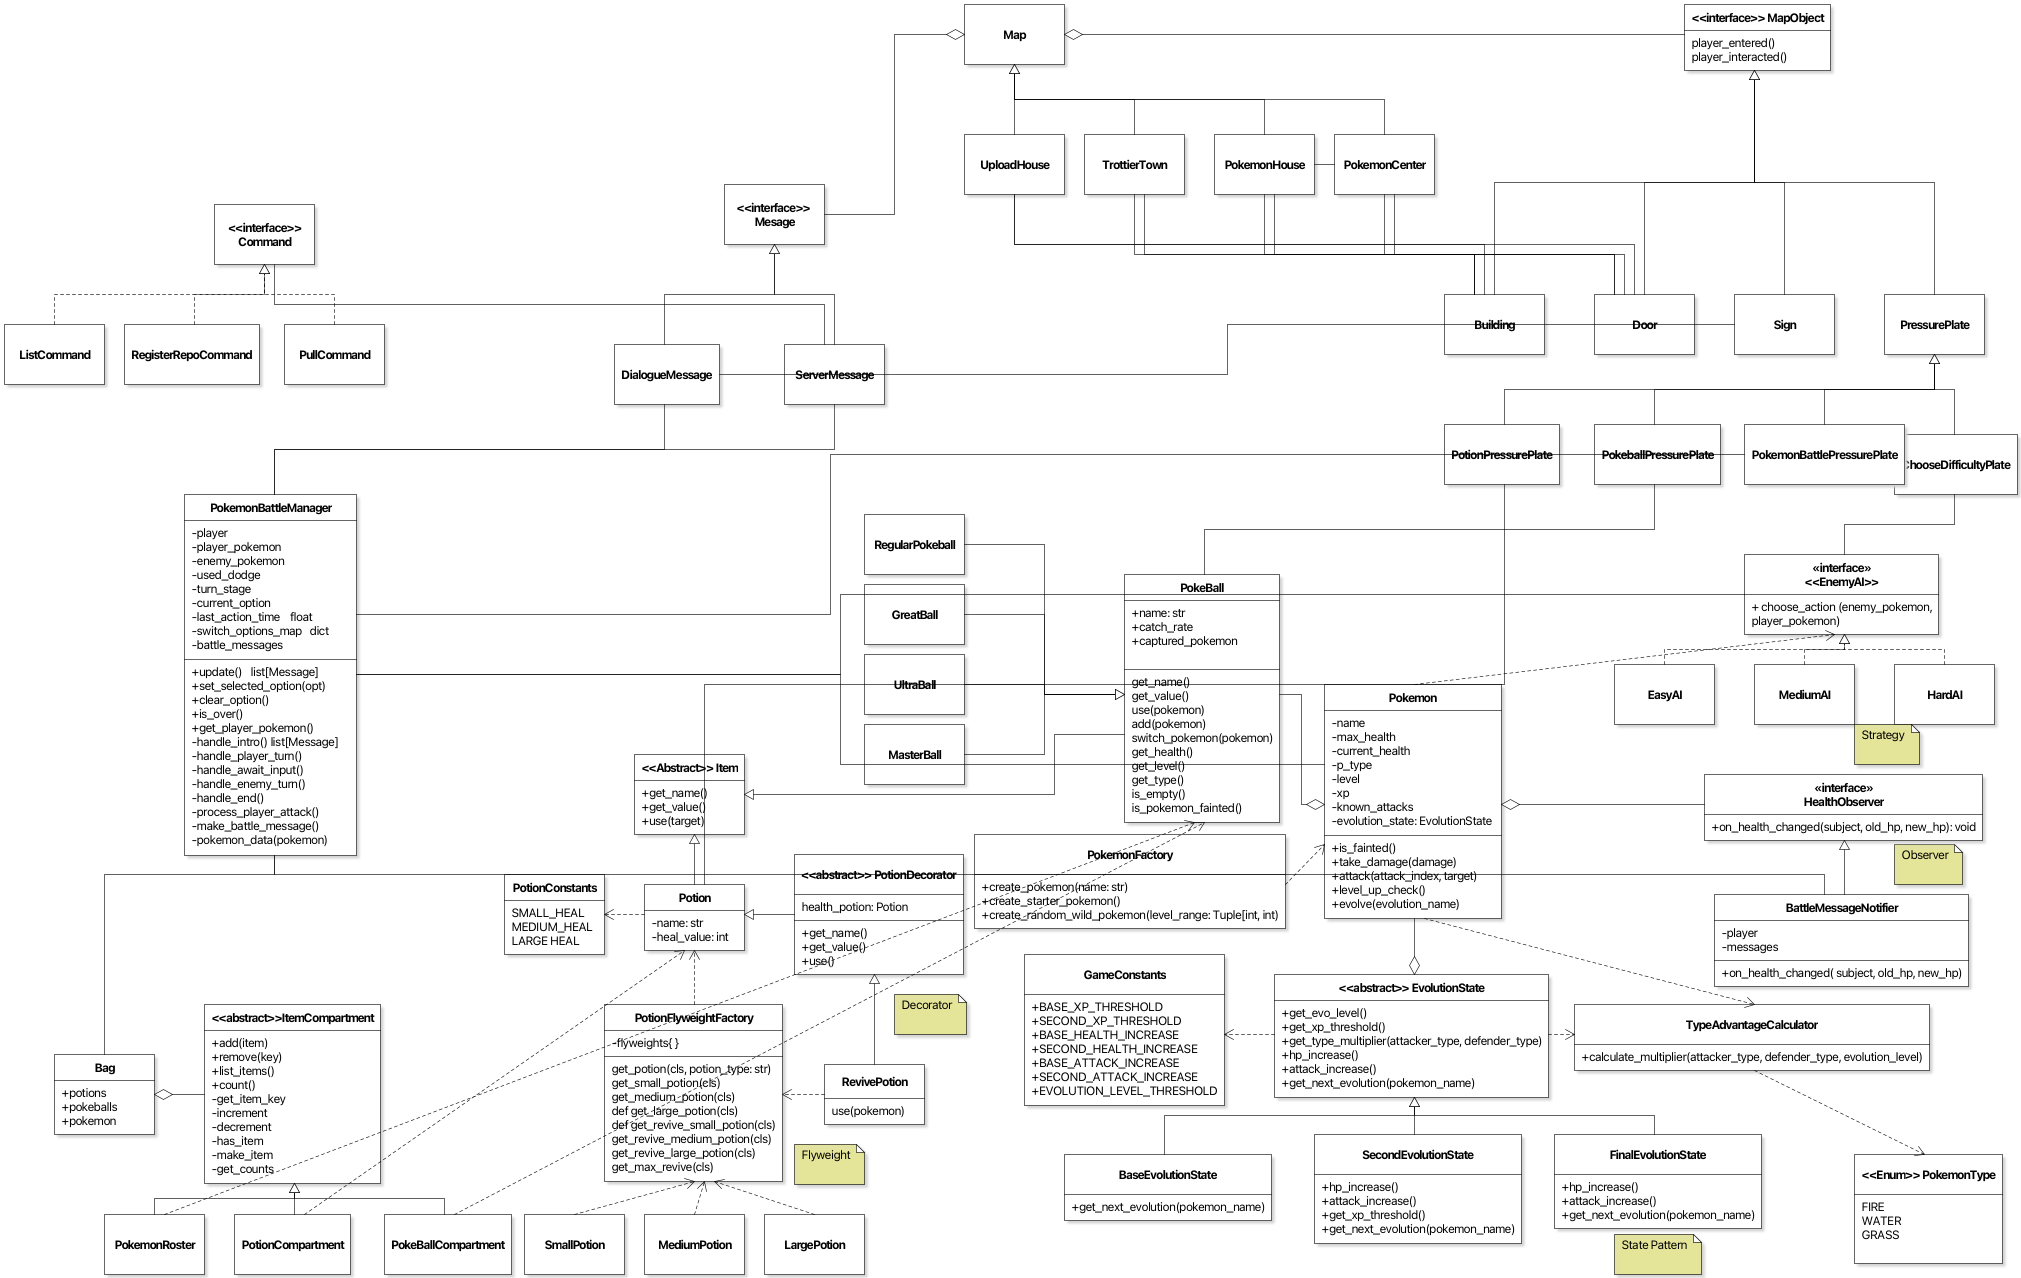 Map
<<interface>> MapObject
player_entered()
player_interacted()
UploadHouse
TrottierTown
PokemonHouse
PokemonCenter
<<interface>>
Command
<<interface>>
Mesage
ListCommand
RegisterRepoCommand
PullCommand
DialogueMessage
ServerMessage
Building
Door
Sign
PressurePlate
PotionPressurePlate
PokeballPressurePlate
PokemonBattlePressurePlate
hooseDifficultyPlate
PokemonBattleManager
-player
-player_pokemon
-enemy_pokemon
-used_dodge
-turn_stage
-current_option
-last_action_time float
-switch_options_map dict
-battle_messages
+update() list[Message]
+set_selected_option(opt)
+clear_option()
+is_over()
+get_player_pokemon()
-handle_intro() list[Message]
-handle_player_turn()
-handle_await_input()
-handle_enemy_turn()
-handle_end()
-process_player_attack()
-make_battle_message()
-pokemon_data(pokemon)
RegularPokeball
GreatBall
UltraBall
MasterBall
PokeBall
+name: str
+catch_rate
+captured_pokemon
get_name()
get_value()
use(pokemon)
add(pokemon)
switch_pokemon(pokemon)
get_health()
get_level()
get_type()
is_empty()
is_pokemon_fainted()
«interface»
<<EnemyAI>>
+ choose_action (enemy_pokemon,
player_pokemon)
EasyAI
MediumAI
HardAI
Strategy
Pokemon
-name
-max_health
-current_health
-p_type
-level
-xp
-known_attacks
-evolution_state: EvolutionState
+is_fainted()
+take_damage(damage)
+attack(attack_index, target)
+level_up_check()
+evolve(evolution_name)
<<Abstract>> Item
+get_name()
+get_value()
+use(target)
«interface»
HealthObserver
+on_health_changed(subject, old_hp, new_hp): void
Observer
PotionConstants
SMALL_HEAL
MEDIUM_HEAL
LARGE HEAL
Potion
-name: str
-heal_value: int
<<abstract>> PotionDecorator
health_potion: Potion
+get_name()
+get_value()
+use()
PokemonFactory
+create_pokemon(name: str)
+create_starter_pokemon()
+create_random_wild_pokemon(level_range: Tuple[int, int)
BattleMessageNotifier
-player
-messages
+on_health_changed( subject, old_hp, new_hp)
Decorator
GameConstants
+BASE_XP_THRESHOLD
+SECOND_XP_THRESHOLD
+BASE_HEALTH_INCREASE
+SECOND_HEALTH_INCREASE
+BASE_ATTACK_INCREASE
+SECOND_ATTACK_INCREASE
+EVOLUTION_LEVEL_THRESHOLD
<<abstract>> EvolutionState
+get_evo_level()
+get_xp_threshold()
+get_type_multiplier(attacker_type, defender_type)
+hp_increase()
+attack_increase()
+get_next_evolution(pokemon_name)
TypeAdvantageCalculator
+calculate_multiplier(attacker_type, defender_type, evolution_level)
Bag
+potions
+pokeballs
+pokemon
<<abstract>>ItemCompartment
+add(item)
+remove(key)
+list_items()
+count()
-get_item_key
-increment
-decrement
-has_item
-make_item
-get_counts
PotionFlyweightFactory
-flyweights{ }
get_potion(cls, potion_type: str)
get_small_potion(cls)
get_medium_potion(cls)
def get_large_potion(cls)
def get_revive_small_potion(cls)
get_revive_medium_potion(cls)
get_revive_large_potion(cls)
get_max_revive(cls)
RevivePotion
use(pokemon)
Flyweight
BaseEvolutionState
+get_next_evolution(pokemon_name)
SecondEvolutionState
+hp_increase()
+attack_increase()
+get_xp_threshold()
+get_next_evolution(pokemon_name)
FinalEvolutionState
+hp_increase()
+attack_increase()
+get_next_evolution(pokemon_name)
State Pattern
<<Enum>> PokemonType
FIRE
WATER
GRASS
PokemonRoster
PotionCompartment
PokeBallCompartment
SmallPotion
MediumPotion
LargePotion